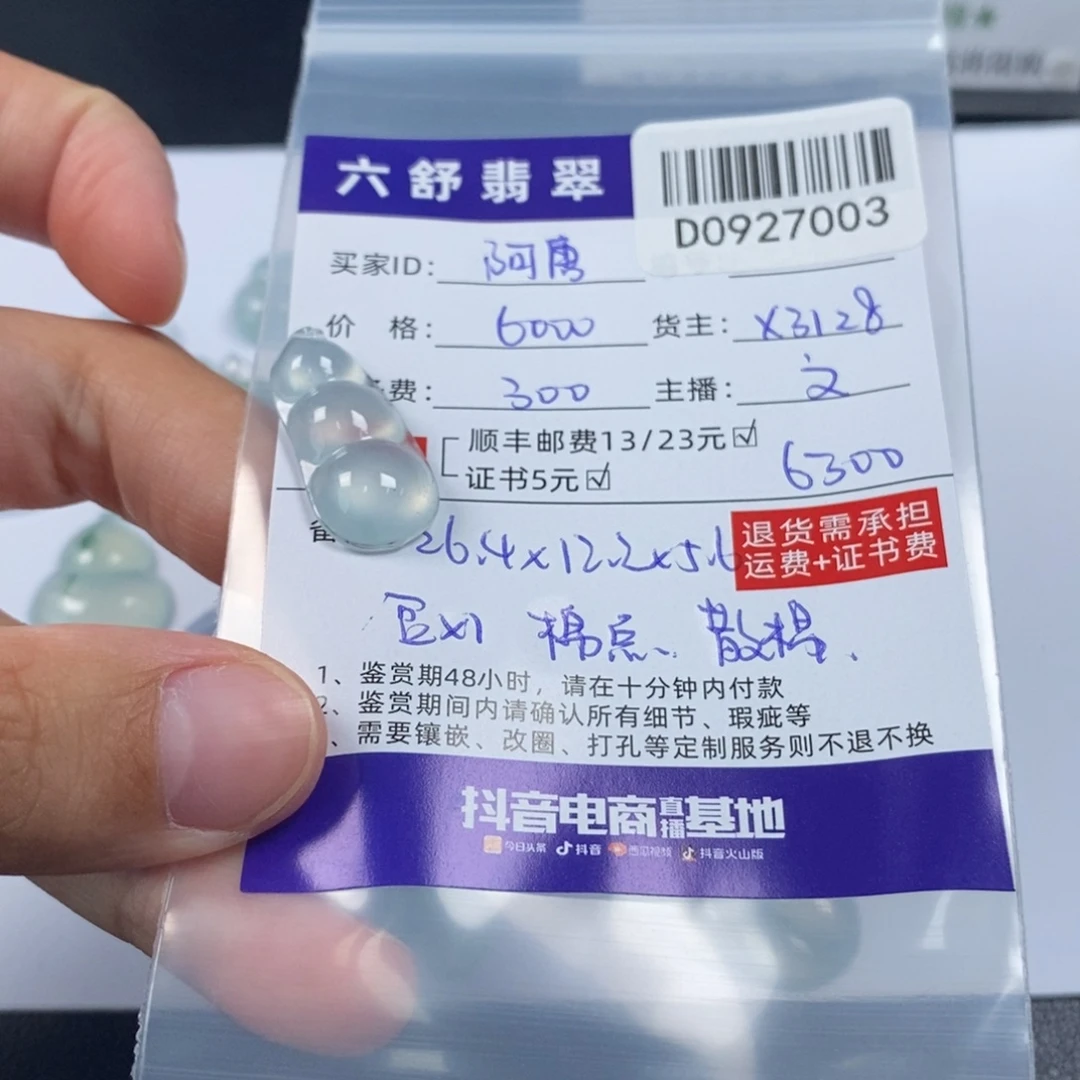 六舒翡翠
D0927003
买家ID: 阿唐
价 格: 6000 货主: X3128
费: 300 主播: 文
顺丰邮费13/23元☑
证书5元☑ 6300
26.4x12.2x5.6
退货需承担
运费+证书费
棉点、散棉、
1、鉴赏期48小时，请在十分钟内付款
2、鉴赏期间内请确认所有细节、瑕疵等
、需要镶嵌、改圈、打孔等定制服务则不退不换
抖音电商直播基地
今日头条 抖音 西瓜视频 抖音火山版